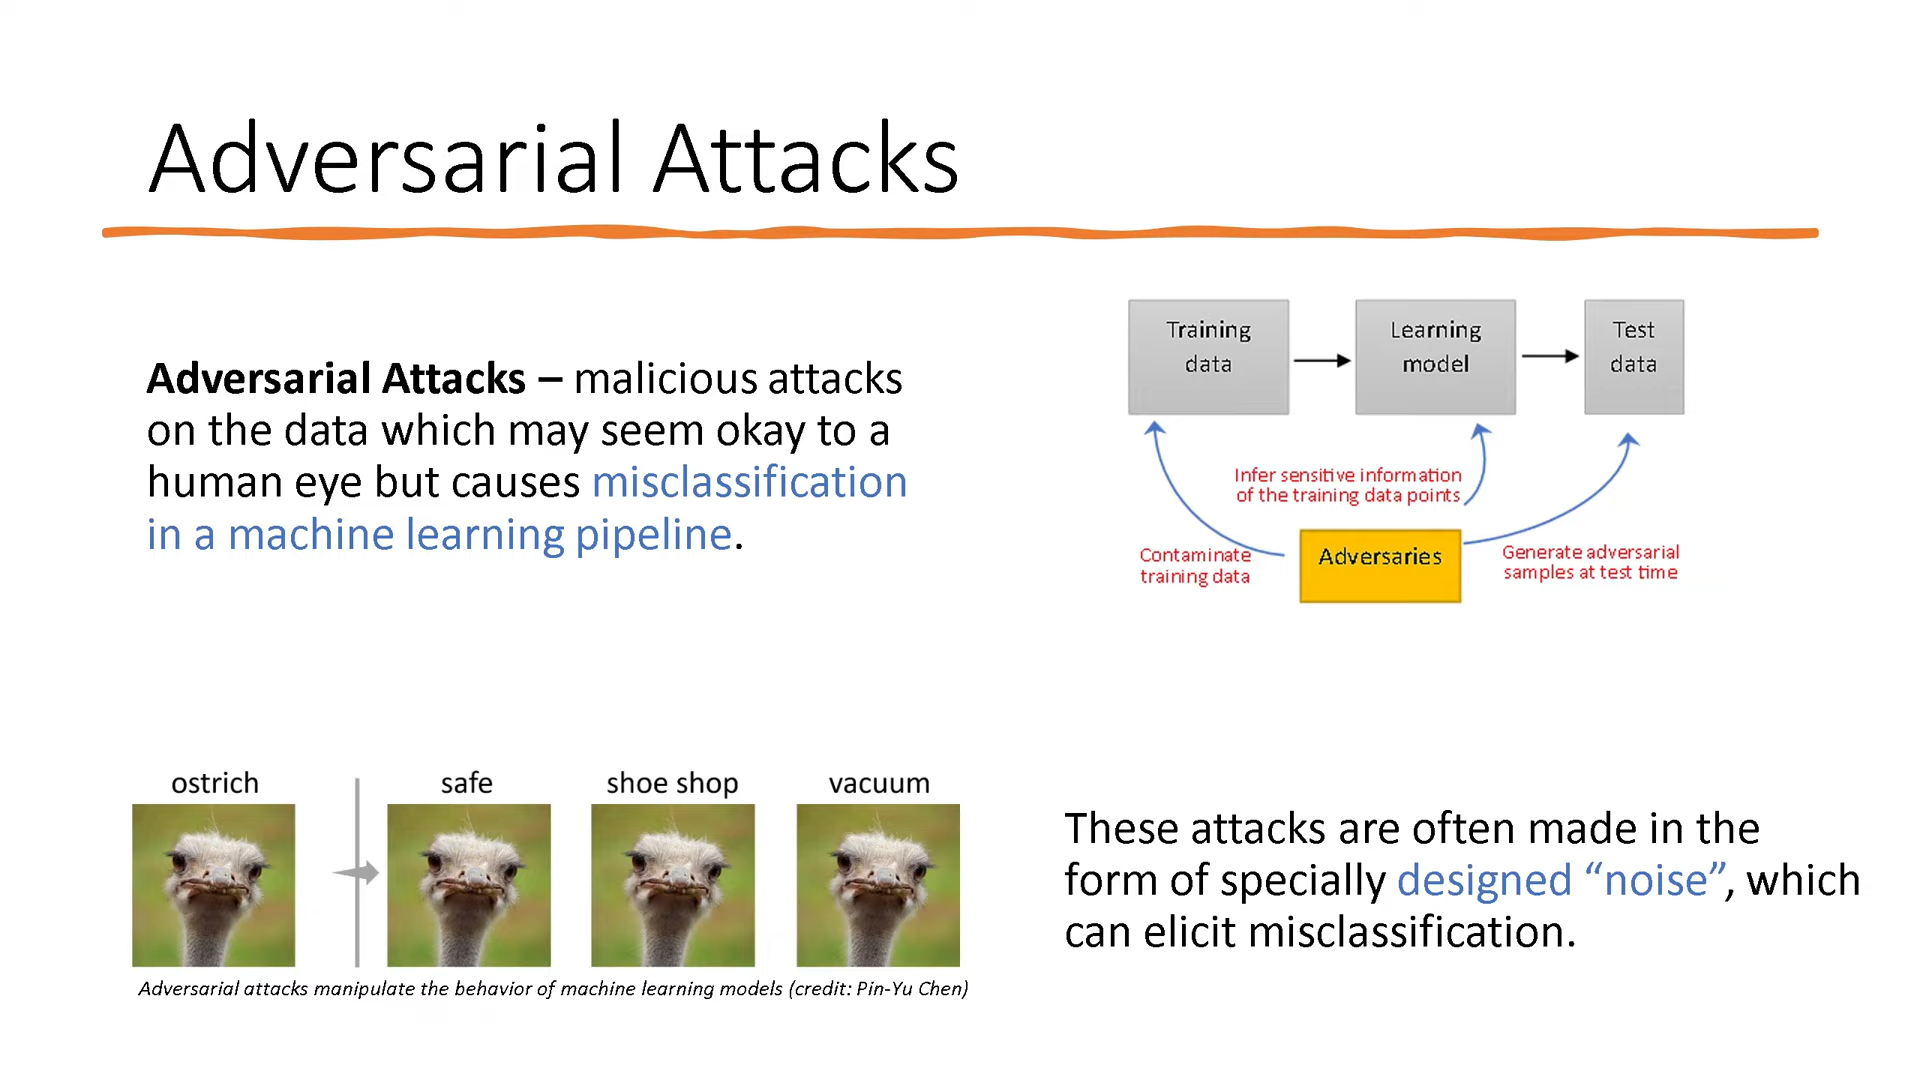 Adversarial Attacks
Adversarial Attacks – malicious attacks
on the data which may seem okay to a
human eye but causes misclassification
in a machine learning pipeline.
Training
data
Learning
model
Test
data
Infer sensitive information
of the training data points
Contaminate
training data
Adversaries
Generate adversarial
samples at test time
ostrich
safe
shoe shop
vacuum
Adversarial attacks manipulate the behavior of machine learning models (credit: Pin-Yu Chen)
These attacks are often made in the
form of specially designed “noise”, which
can elicit misclassification.